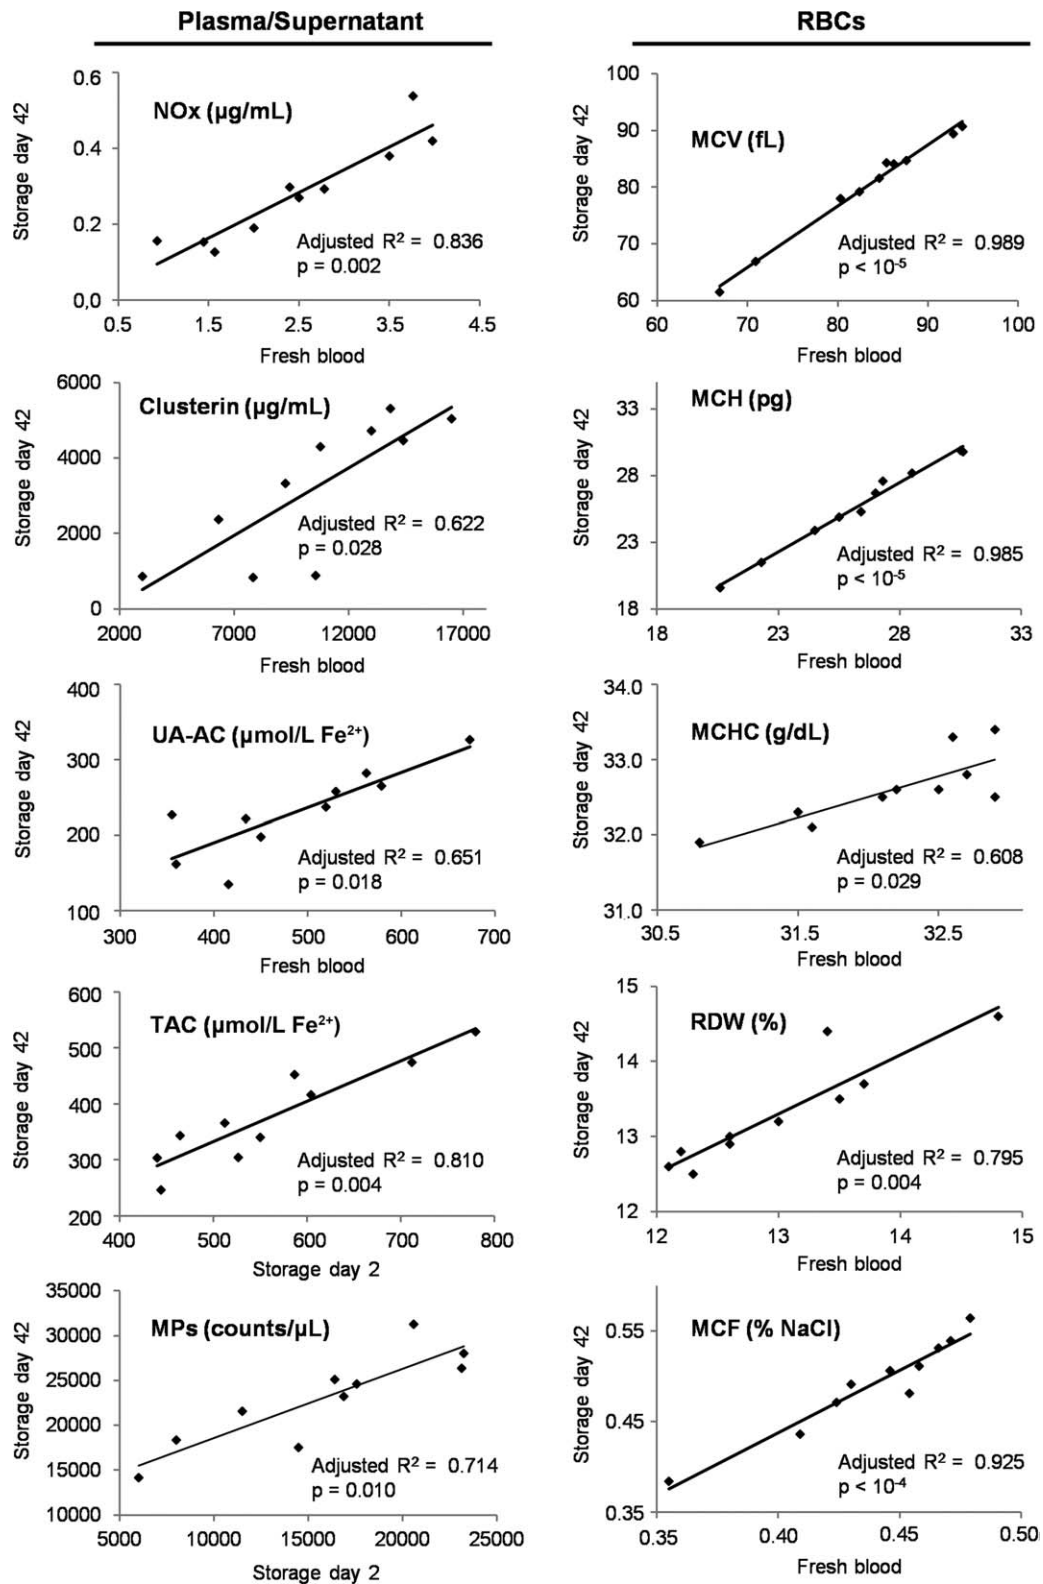 Plasma/Supernatant
RBCs
Storage day 42
0.6
0.4
0.2
0,0
NOx (µg/mL)
Adjusted R² = 0.836
p = 0.002
0.5 1.5 2.5 3.5 4.5
Fresh blood
Storage day 42
100
90
80
70
60
MCV (fL)
Adjusted R² = 0.989
p < 10⁻⁵
60 70 80 90 100
Fresh blood
Storage day 42
6000
4000
2000
0
Clusterin (µg/mL)
Adjusted R² = 0.622
p = 0.028
2000 7000 12000 17000
Fresh blood
Storage day 42
33
28
23
18
MCH (pg)
Adjusted R² = 0.985
p < 10⁻⁵
18 23 28 33
Fresh blood
Storage day 42
400
300
200
100
UA-AC (µmol/L Fe²⁺)
Adjusted R² = 0.651
p = 0.018
300 400 500 600 700
Fresh blood
Storage day 42
34.0
33.0
32.0
31.0
MCHC (g/dL)
Adjusted R² = 0.608
p = 0.029
30.5 31.5 32.5
Fresh blood
Storage day 42
600
500
400
300
200
TAC (µmol/L Fe²⁺)
Adjusted R² = 0.810
p = 0.004
400 500 600 700 800
Storage day 2
Storage day 42
15
14
13
12
RDW (%)
Adjusted R² = 0.795
p = 0.004
12 13 14 15
Fresh blood
Storage day 42
35000
30000
25000
20000
15000
10000
MPs (counts/µL)
Adjusted R² = 0.714
p = 0.010
5000 10000 15000 20000 25000
Storage day 2
Storage day 42
0.55
0.45
0.35
MCF (% NaCl)
Adjusted R² = 0.925
p < 10⁻⁴
0.35 0.40 0.45 0.50
Fresh blood